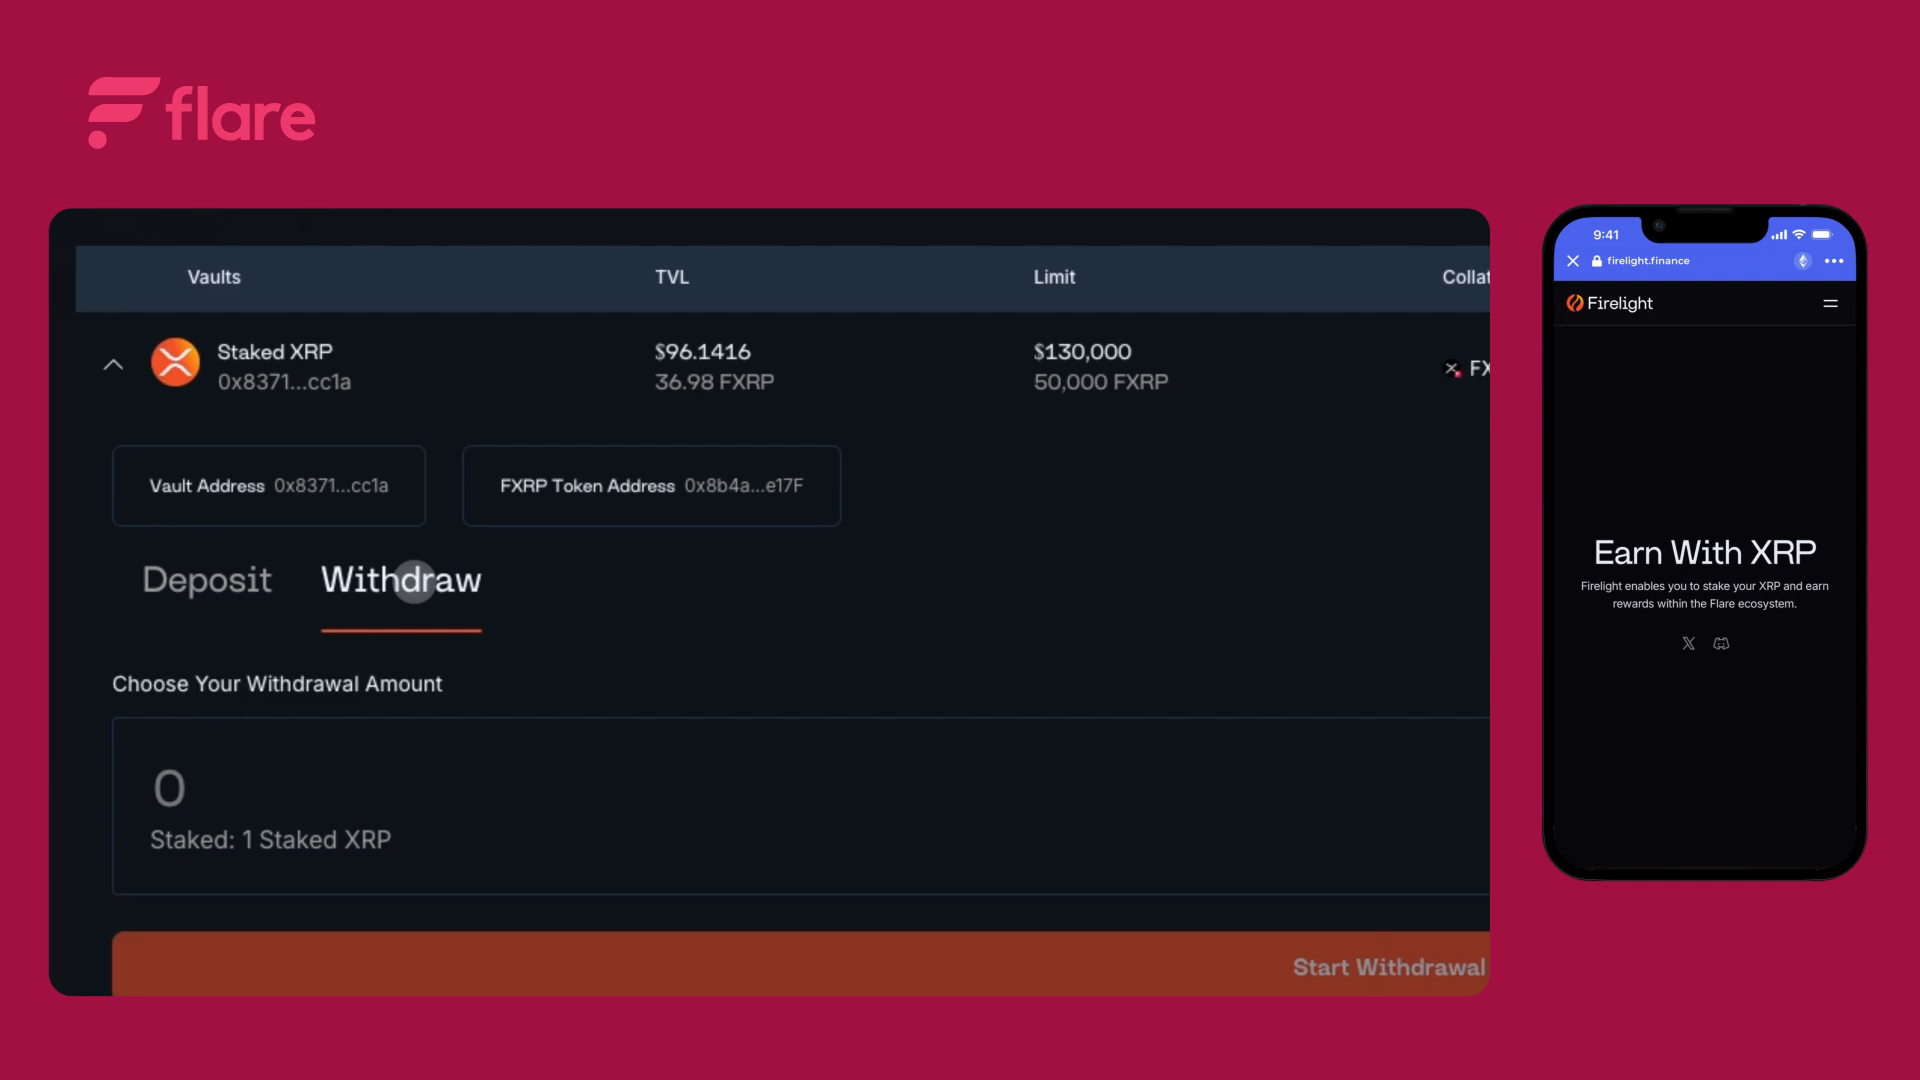 flare
Vaults TVL Limit Collat
Staked XRP $96.1416 $130,000
0x8371...cc1a 36.98 FXRP 50,000 FXRP FX
Vault Address 0x8371...cc1a FXRP Token Address 0x8b4a...e17F
Deposit Withdraw
Choose Your Withdrawal Amount
0
Staked: 1 Staked XRP
Start Withdrawal
9:41
firelight.finance
Firelight
Earn With XRP
Firelight enables you to stake your XRP and earn
rewards within the Flare ecosystem.